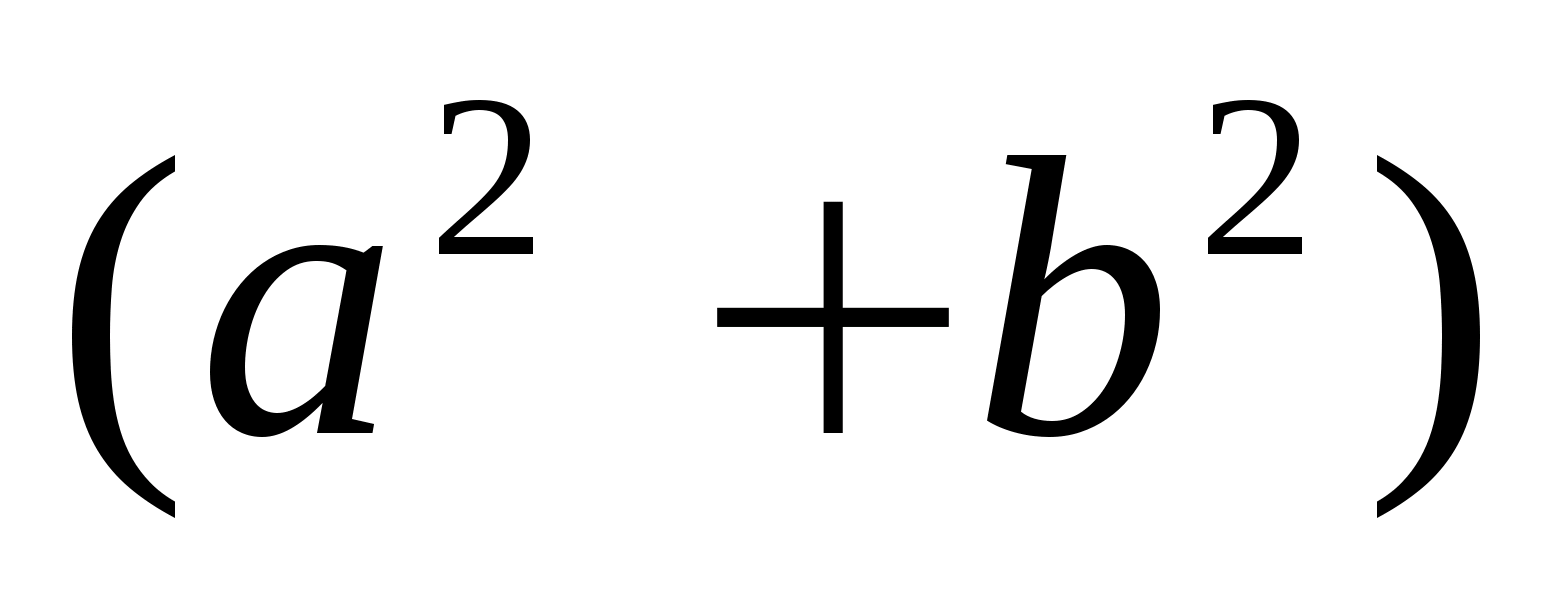 (a² +b²)